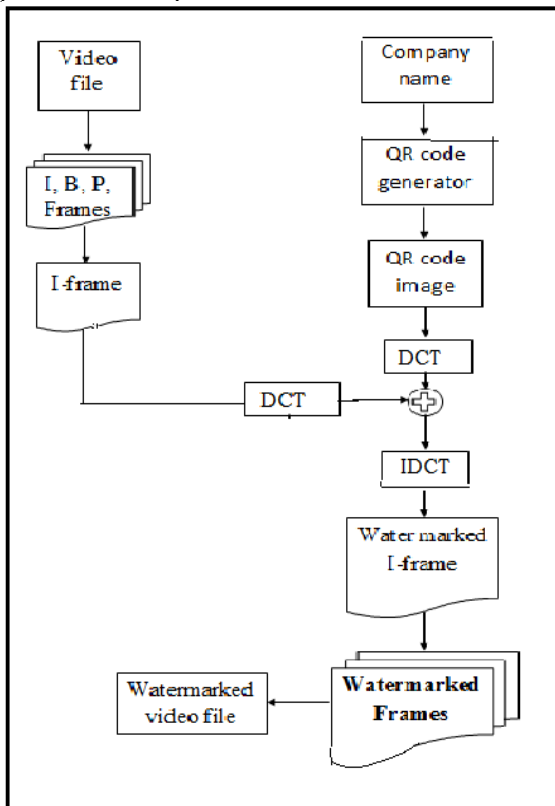 Video
file
I, B, P,
Frames
I-frame
DCT
Company
name
QR code
generator
QR code
image
DCT
IDCT
Water marked
I-frame
Watermarked
Frames
Watermarked
video file